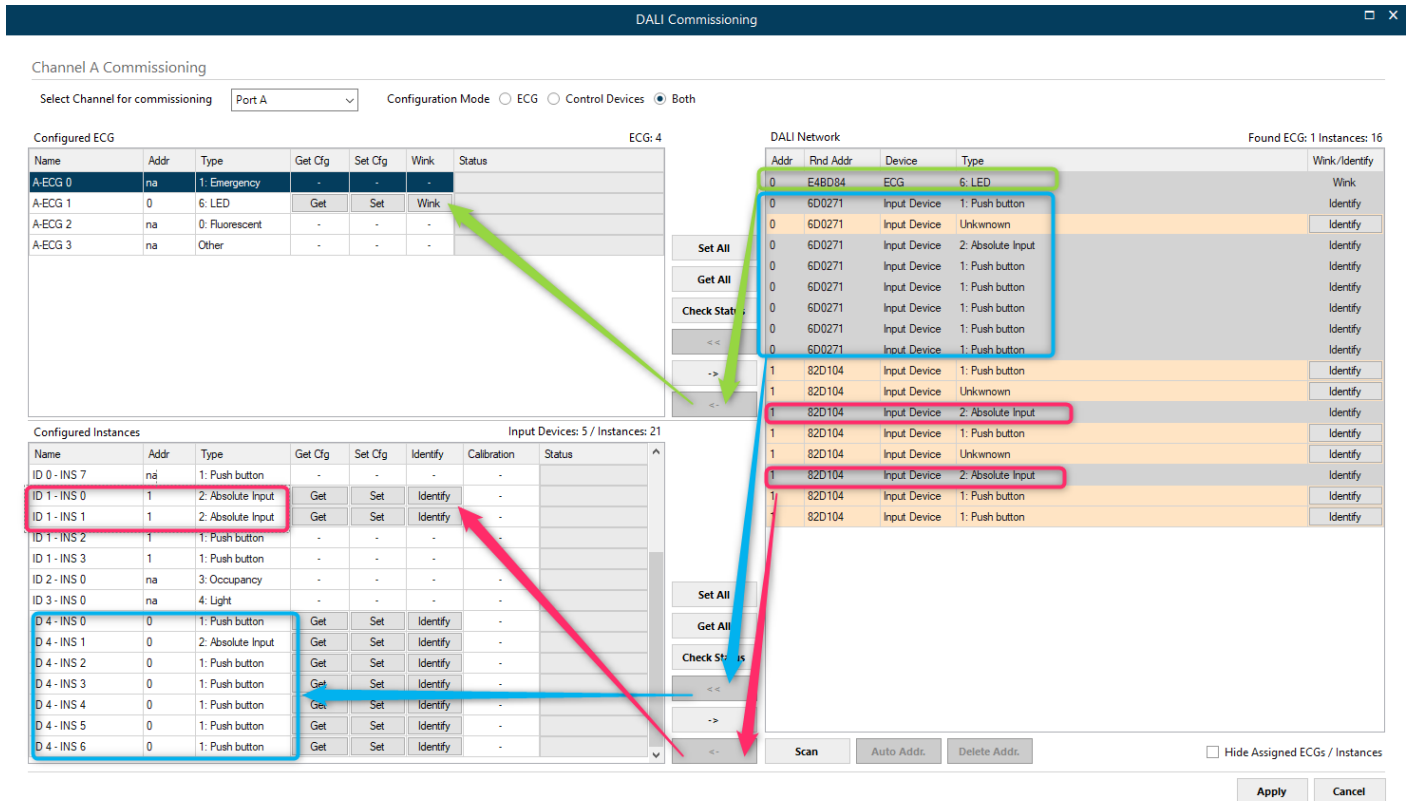 DALI Commissioning
Channel A Commissioning
Select Channel for commissioning Port A Configuration Mode ECG Control Devices Both
Configured ECG ECG: 4
Name Addr Type Get Cfg Set Cfg Wink Status
A-ECG 0 na 1: Emergency - - -
A-ECG 1 0 6: LED Get Set Wink
A-ECG 2 na 0: Fluorescent - - -
A-ECG 3 na Other - - -
Set All
Get All
Check Status
<<
->
<-
Configured Instances Input Devices: 5 / Instances: 21
Name Addr Type Get Cfg Set Cfg Identify Calibration Status
ID 0 - INS 7 na 1: Push button - - - -
ID 1 - INS 0 1 2: Absolute Input Get Set Identify -
ID 1 - INS 1 1 2: Absolute Input Get Set Identify -
ID 1 - INS 2 1 1: Push button - - - -
ID 1 - INS 3 1 1: Push button - - - -
ID 2 - INS 0 na 3: Occupancy - - - -
ID 3 - INS 0 na 4: Light - - - -
D 4 - INS 0 0 1: Push button Get Set Identify -
D 4 - INS 1 0 2: Absolute Input Get Set Identify -
D 4 - INS 2 0 1: Push button Get Set Identify -
D 4 - INS 3 0 1: Push button Get Set Identify -
D 4 - INS 4 0 1: Push button Get Set Identify -
D 4 - INS 5 0 1: Push button Get Set Identify -
D 4 - INS 6 0 1: Push button Get Set Identify -
Set All
Get All
Check Status
<<
->
<-
DALI Network Found ECG: 1 Instances: 16
Addr Rnd Addr Device Type Wink/Identify
0 E4BD84 ECG 6: LED Wink
0 6D0271 Input Device 1: Push button Identify
0 6D0271 Input Device Unkwnown Identify
0 6D0271 Input Device 2: Absolute Input Identify
0 6D0271 Input Device 1: Push button Identify
0 6D0271 Input Device 1: Push button Identify
0 6D0271 Input Device 1: Push button Identify
0 6D0271 Input Device 1: Push button Identify
0 6D0271 Input Device 1: Push button Identify
1 82D104 Input Device 1: Push button Identify
1 82D104 Input Device Unkwnown Identify
1 82D104 Input Device 2: Absolute Input Identify
1 82D104 Input Device 1: Push button Identify
1 82D104 Input Device Unkwnown Identify
1 82D104 Input Device 2: Absolute Input Identify
1 82D104 Input Device 1: Push button Identify
1 82D104 Input Device 1: Push button Identify
Scan Auto Addr. Delete Addr. Hide Assigned ECGs / Instances
Apply Cancel